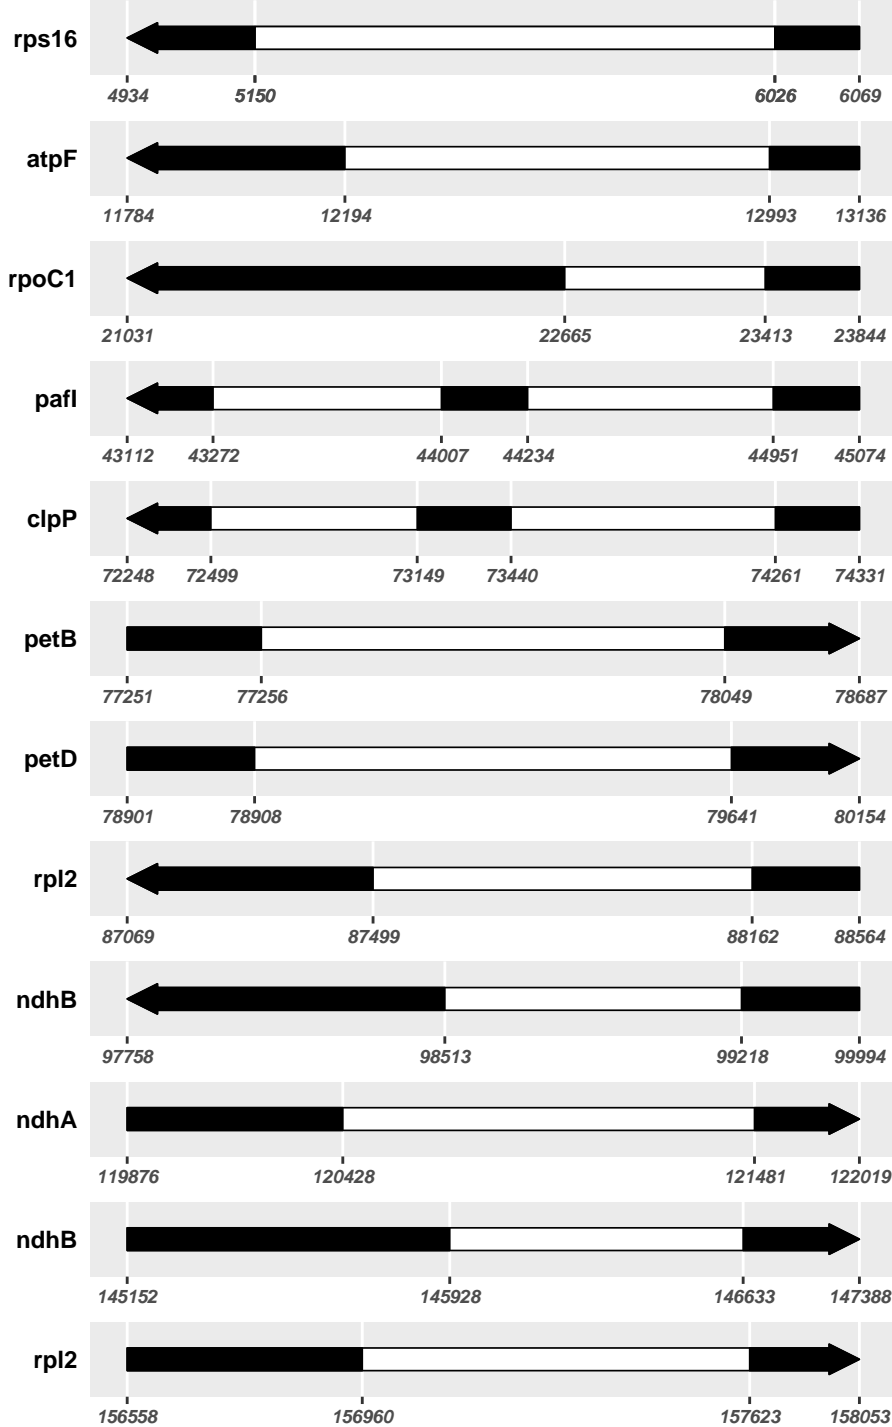 rps16
4934 5150 6026 6069
atpF
11784 12194 12993 13136
rpoC1
21031 22665 23413 23844
pafI
43112 43272 44007 44234 44951 45074
clpP
72248 72499 73149 73440 74261 74331
petB
77251 77256 78049 78687
petD
78901 78908 79641 80154
rpl2
87069 87499 88162 88564
ndhB
97758 98513 99218 99994
ndhA
119876 120428 121481 122019
ndhB
145152 145928 146633 147388
rpl2
156558 156960 157623 158053